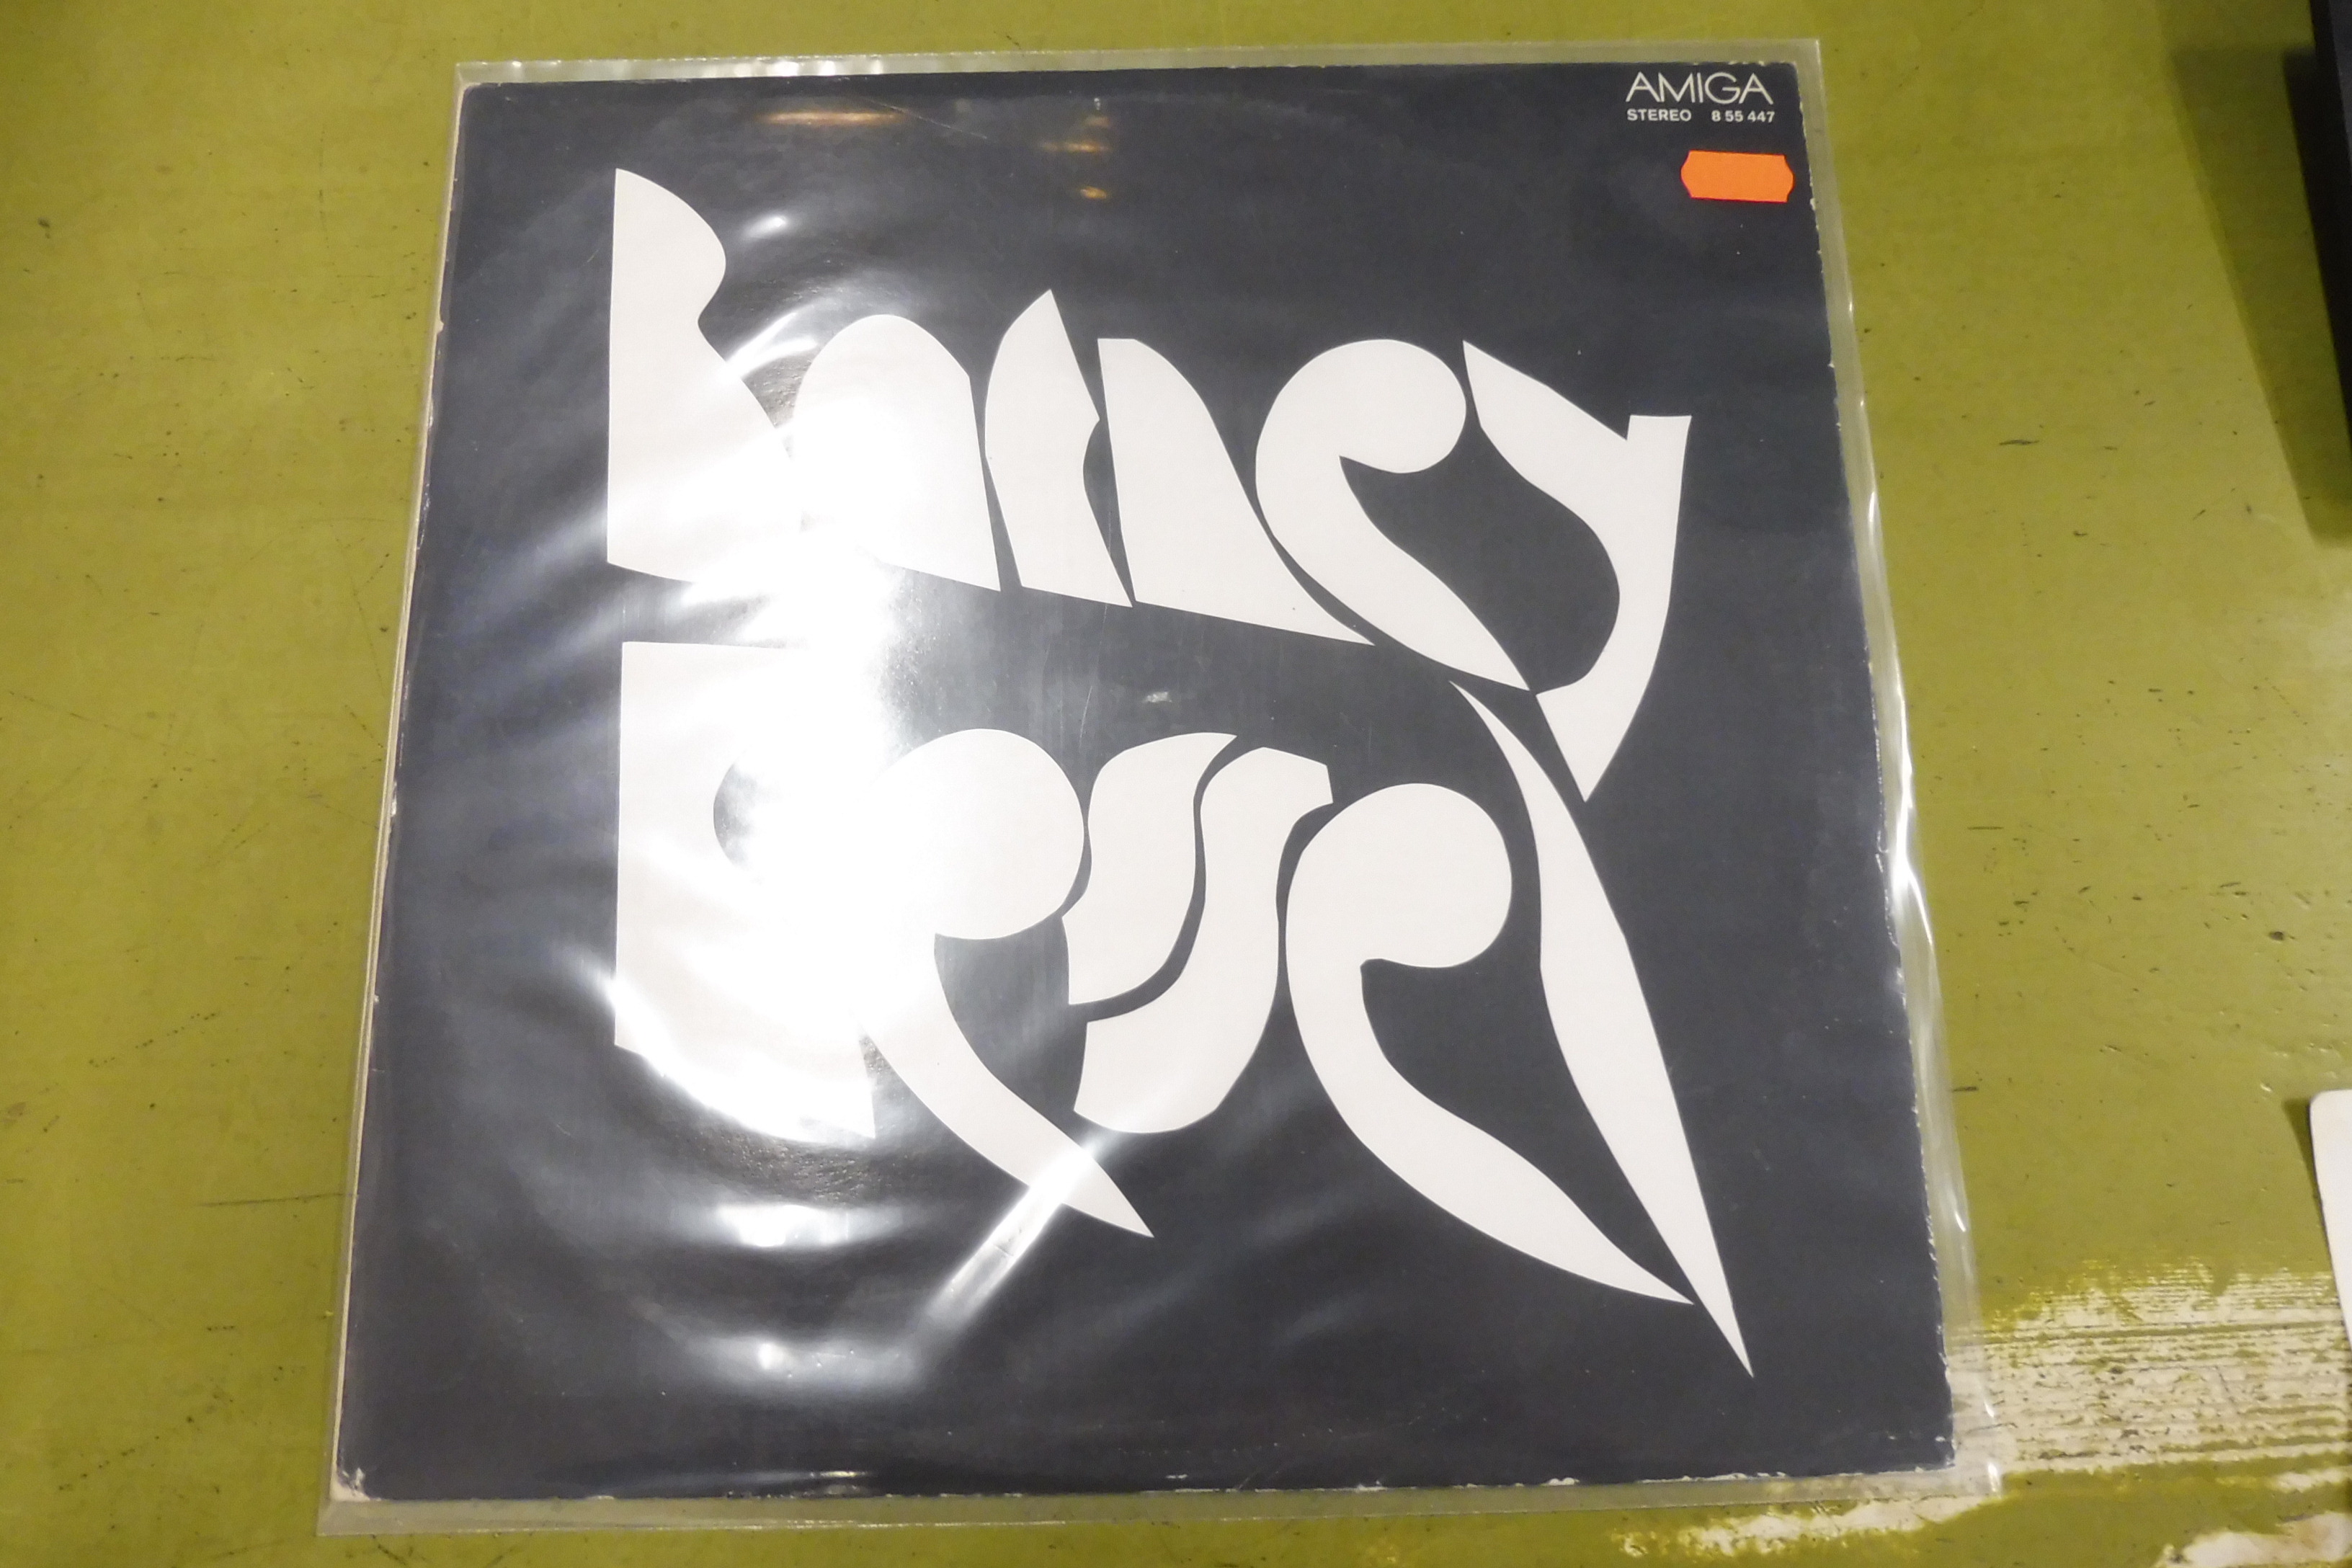 AMIGA
STEREO 8 55 447
barney
kessel